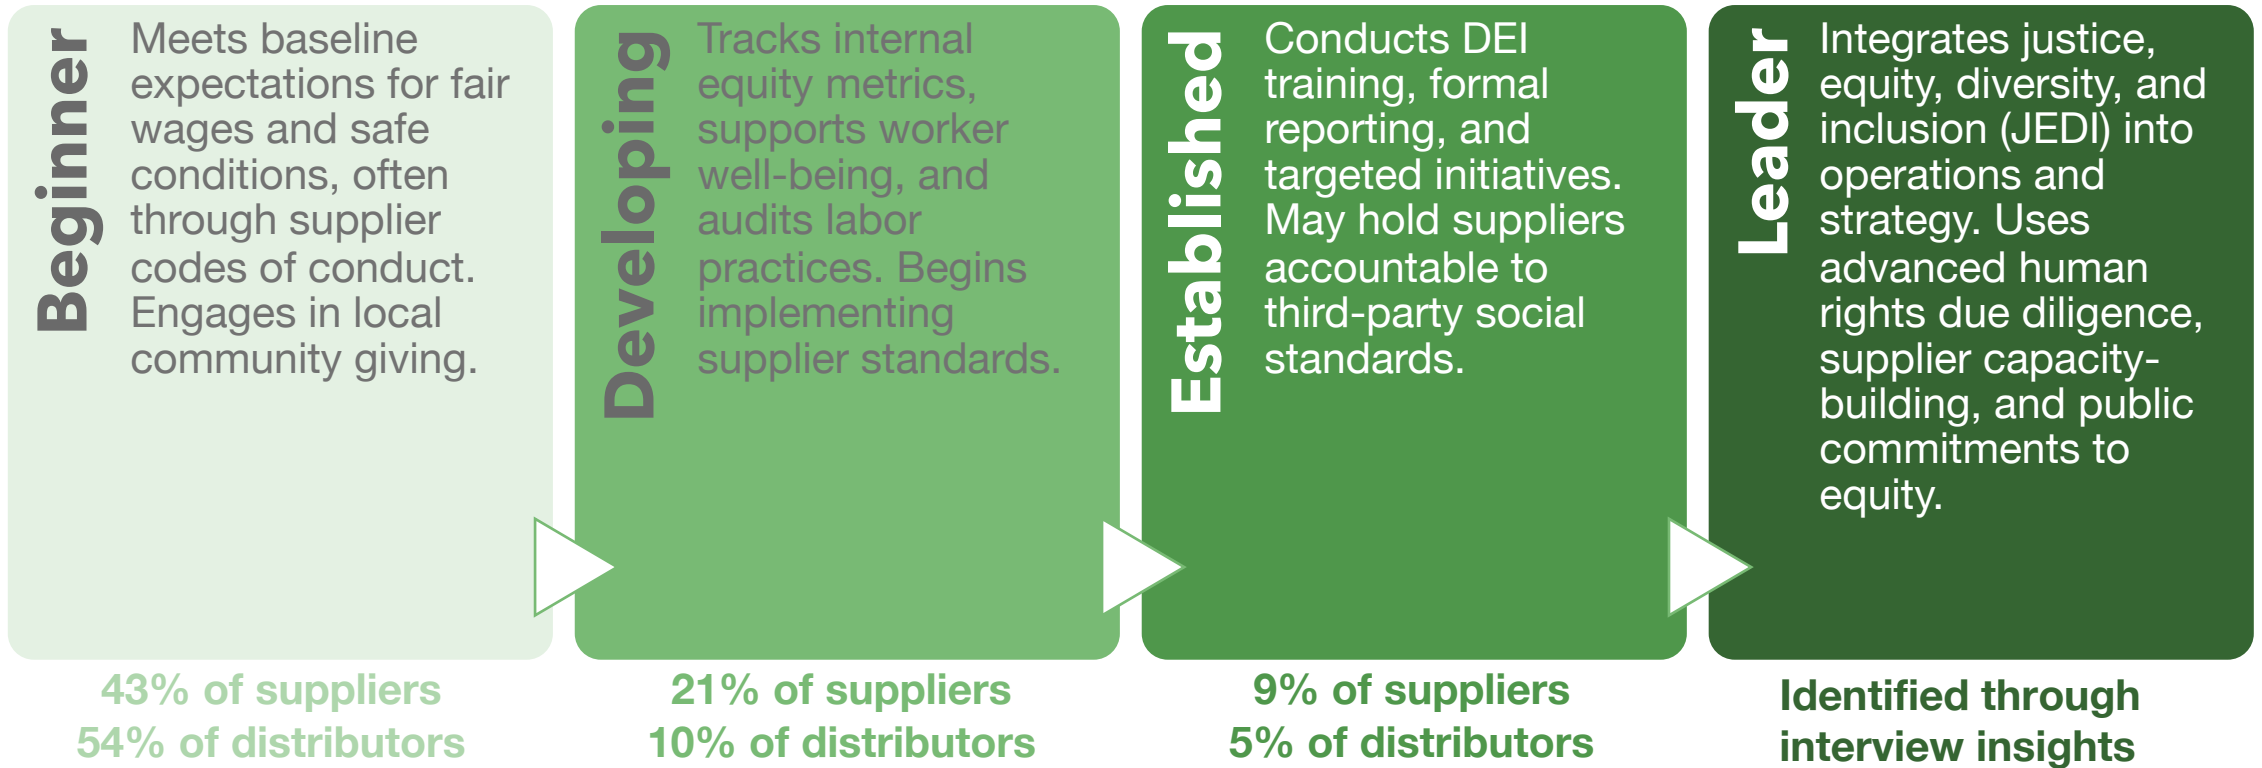 Beginner
Meets baseline
expectations for fair
wages and safe
conditions, often
through supplier
codes of conduct.
Engages in local
community giving.
43% of suppliers
54% of distributors
Developing
Tracks internal
equity metrics,
supports worker
well-being, and
audits labor
practices. Begins
implementing
supplier standards.
21% of suppliers
10% of distributors
Established
Conducts DEI
training, formal
reporting, and
targeted initiatives.
May hold suppliers
accountable to
third-party social
standards.
9% of suppliers
5% of distributors
Leader
Integrates justice,
equity, diversity, and
inclusion (JEDI) into
operations and
strategy. Uses
advanced human
rights due diligence,
supplier capacity-
building, and public
commitments to
equity.
Identified through
interview insights